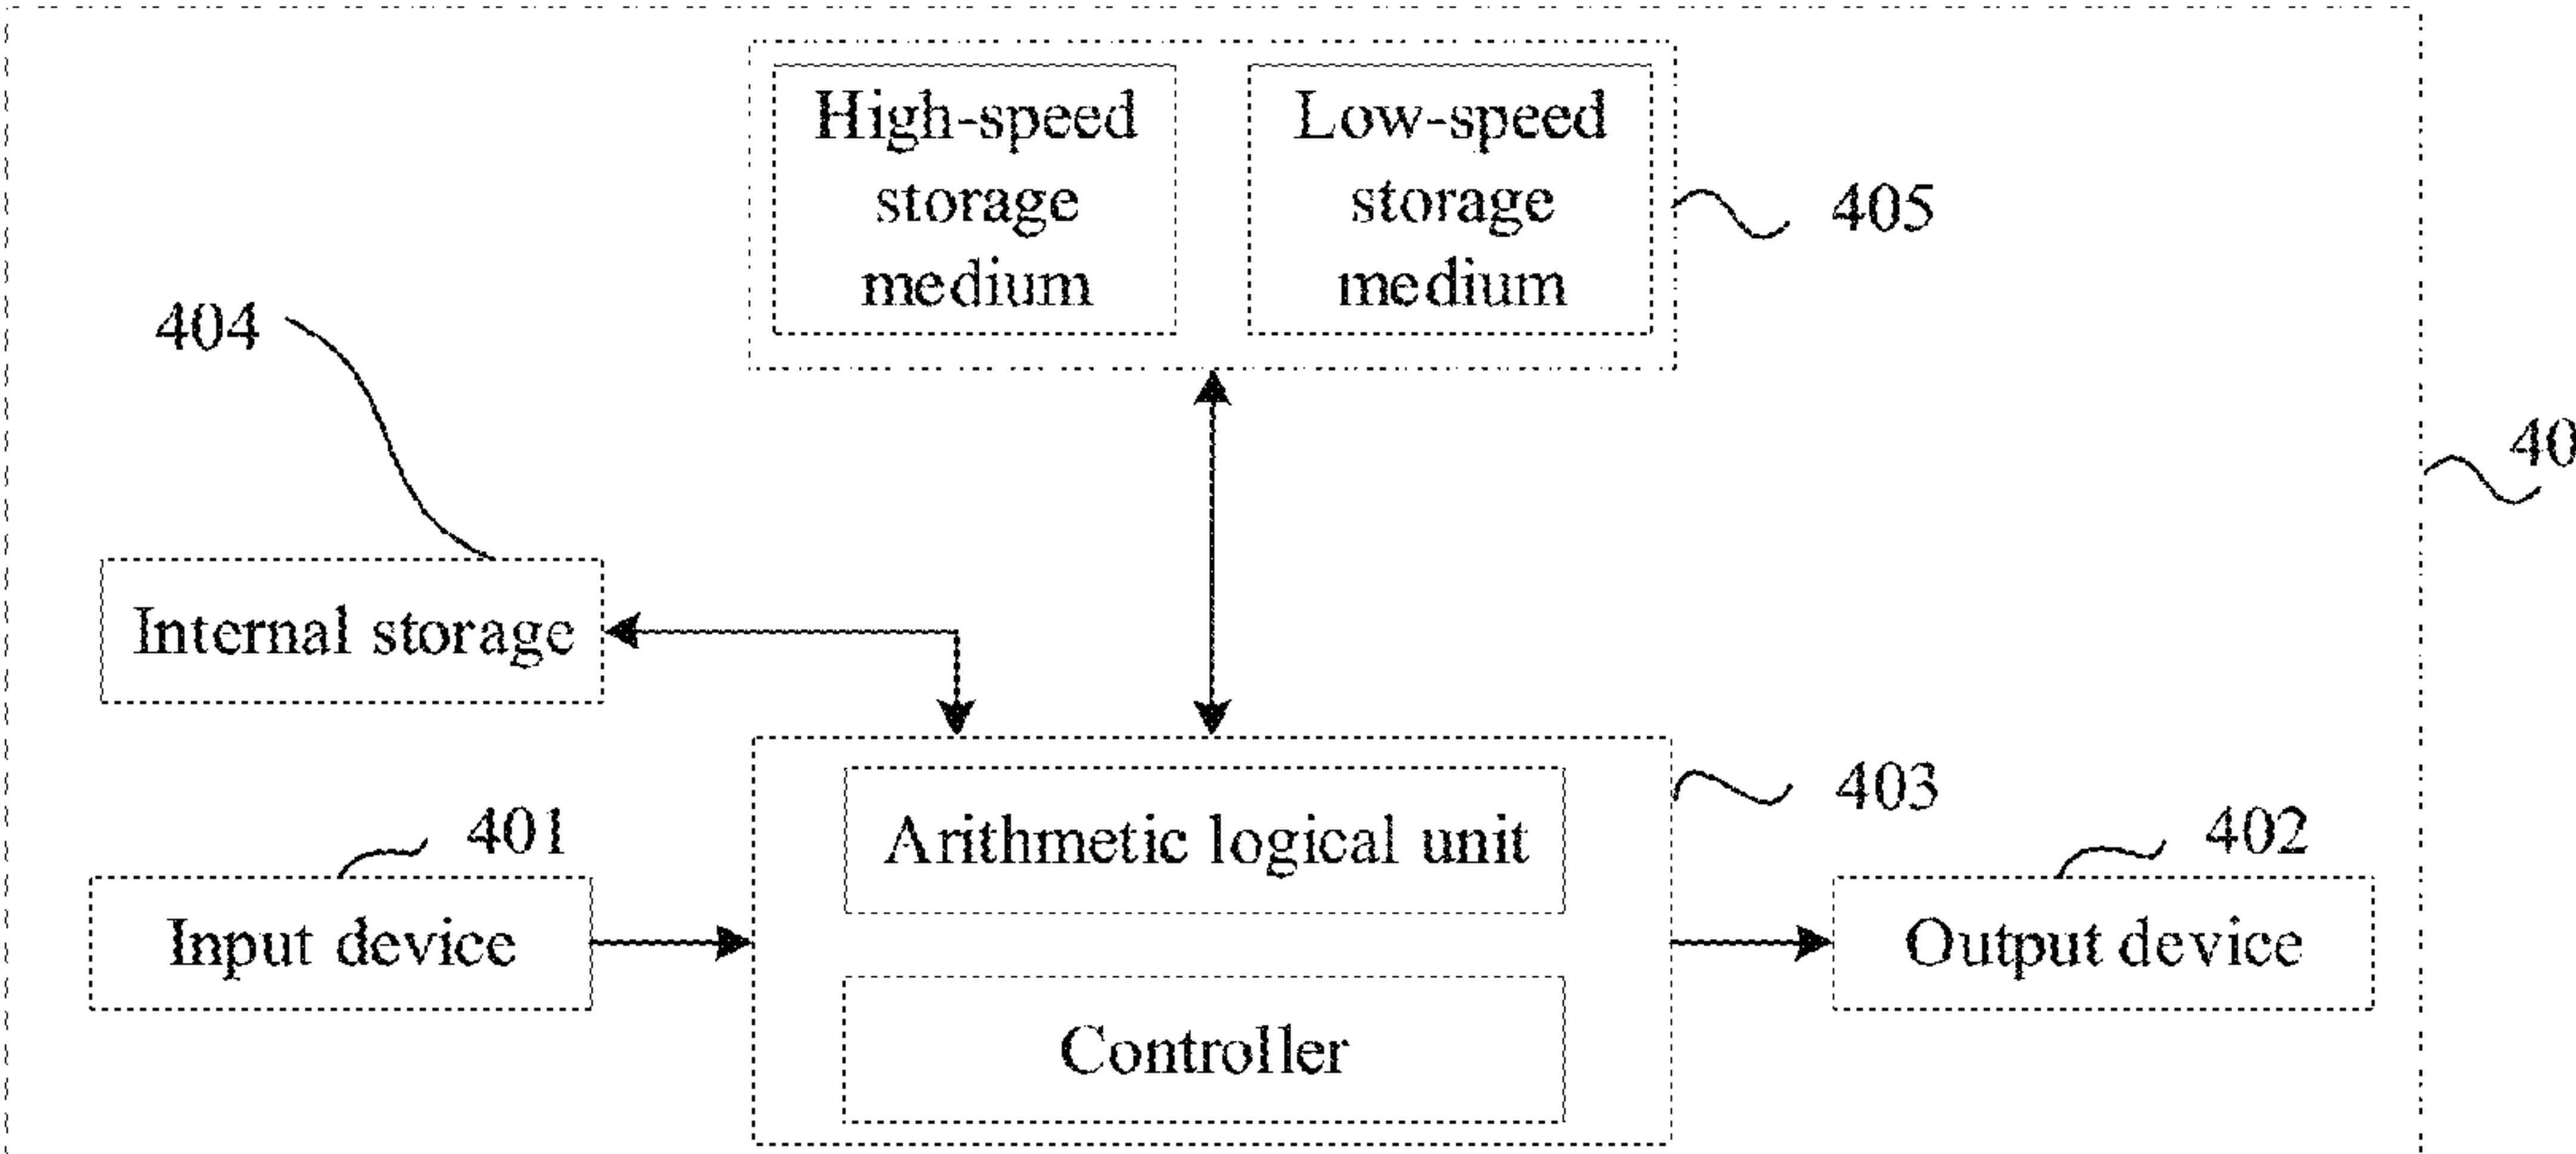 High-speed
storage
medium
Low-speed
storage
medium
405
404
40
Internal storage
403
Arithmetic logical unit
401
402
Input device
Output device
Controller